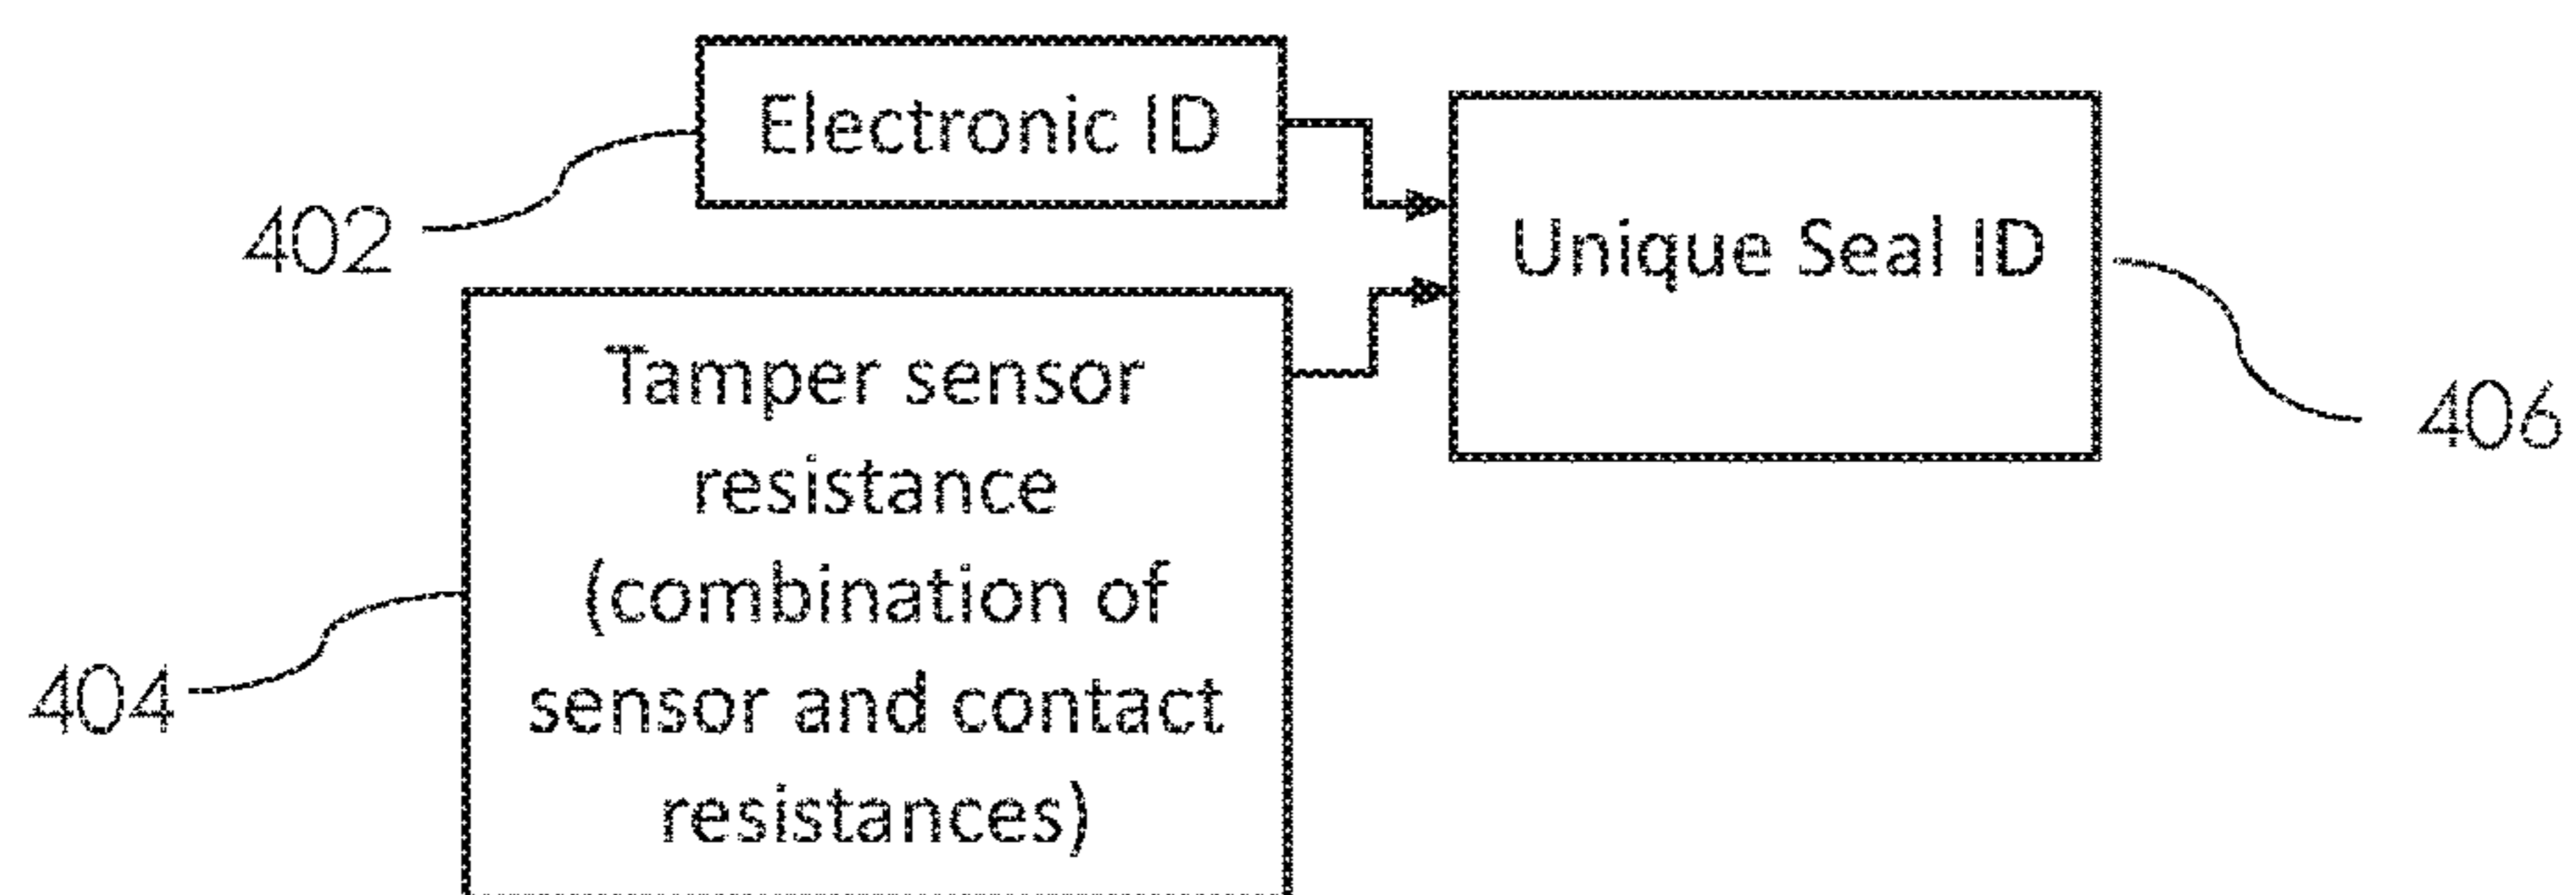 Electronic ID
402
Unique Seal ID
406
Tamper sensor
resistance
(combination of
sensor and contact
resistances)
404